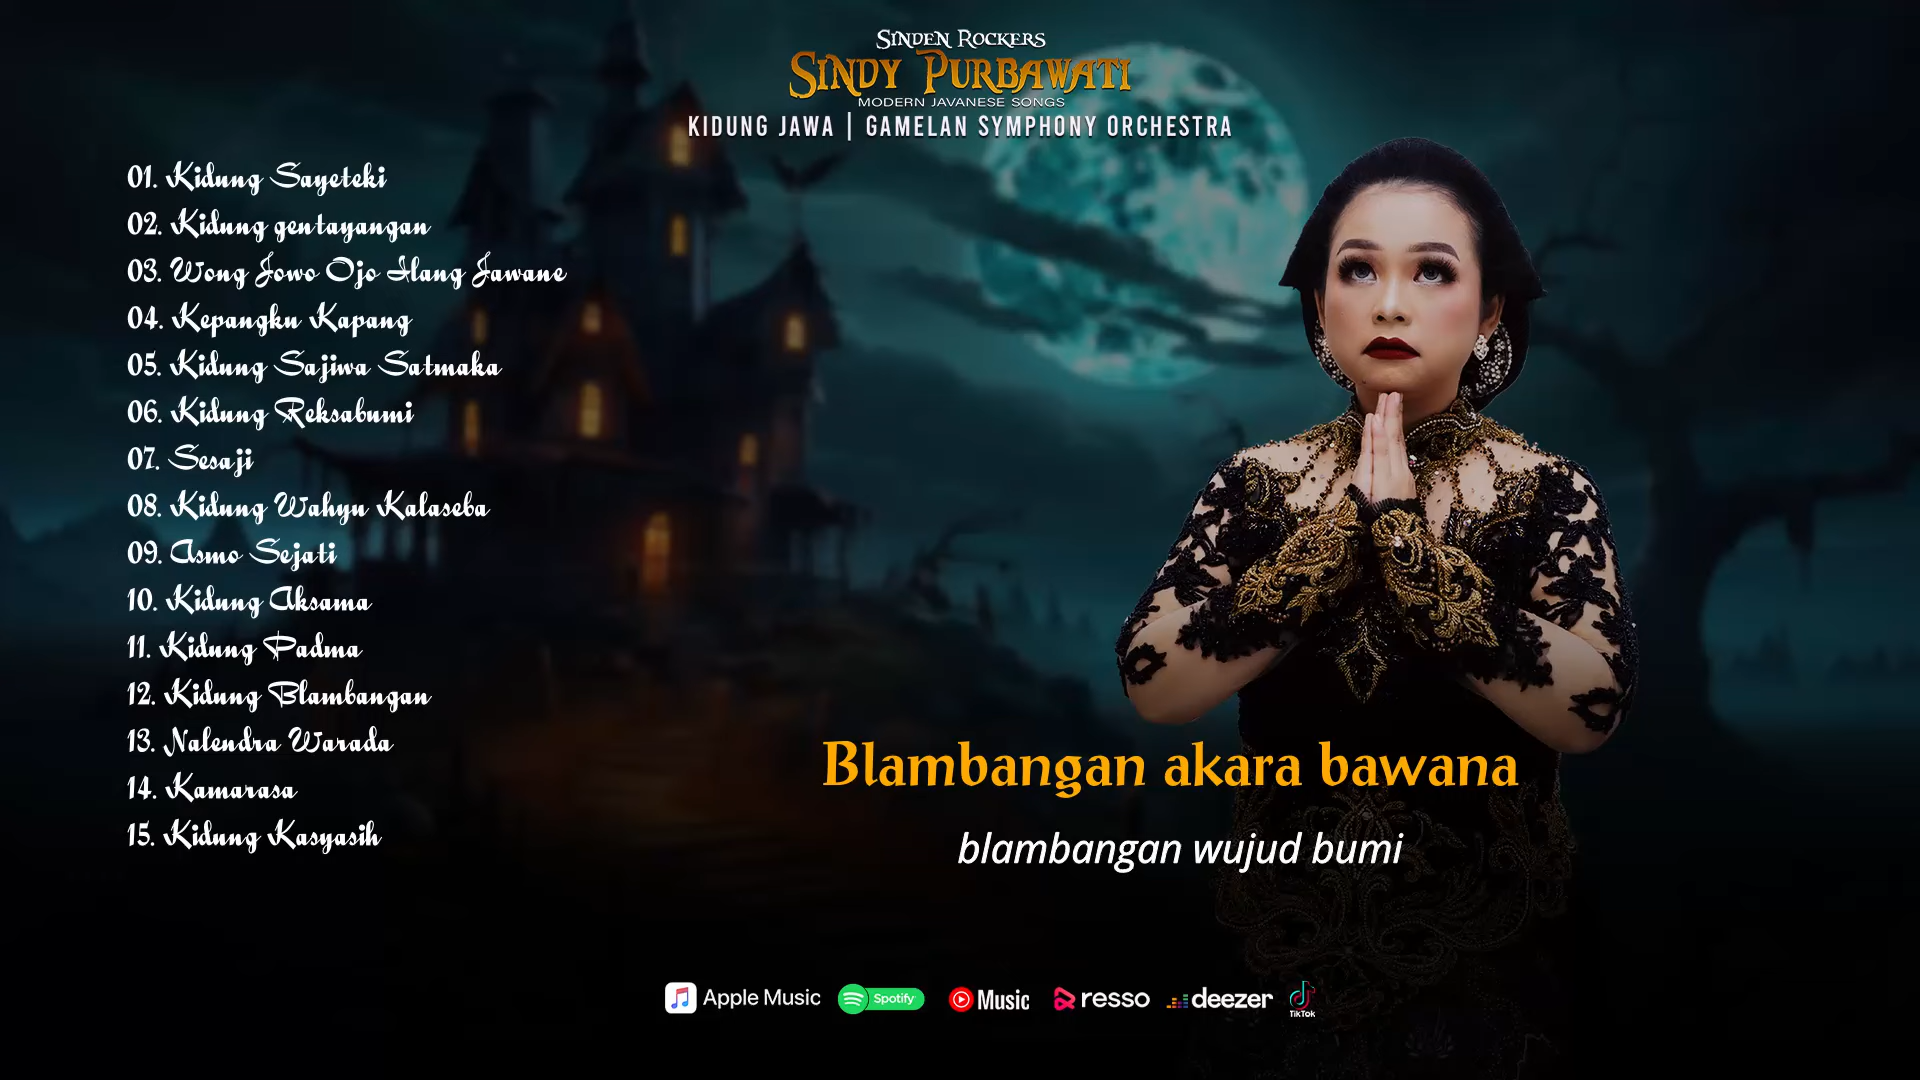 Sinden Rockers
Sindy Purbawati
MODERN JAVANESE SONGS
KIDUNG JAWA | GAMELAN SYMPHONY ORCHESTRA
01. Kidung Sayeteki
02. Kidung gentayangan
03. Wong Jowo Ojo Ilang Jawane
04. Kepangku Kapang
05. Kidung Sajiwa Satmaka
06. Kidung Reksabumi
07. Sesaji
08. Kidung Wahyu Kalaseba
09. Asmo Sejati
10. Kidung Aksama
11. Kidung Padma
12. Kidung Blambangan
13. Nalendra Warada
14. Kamarasa
15. Kidung Kasyasih
Blambangan akara bawana
blambangan wujud bumi
Apple Music Spotify Music resso deezer TikTok